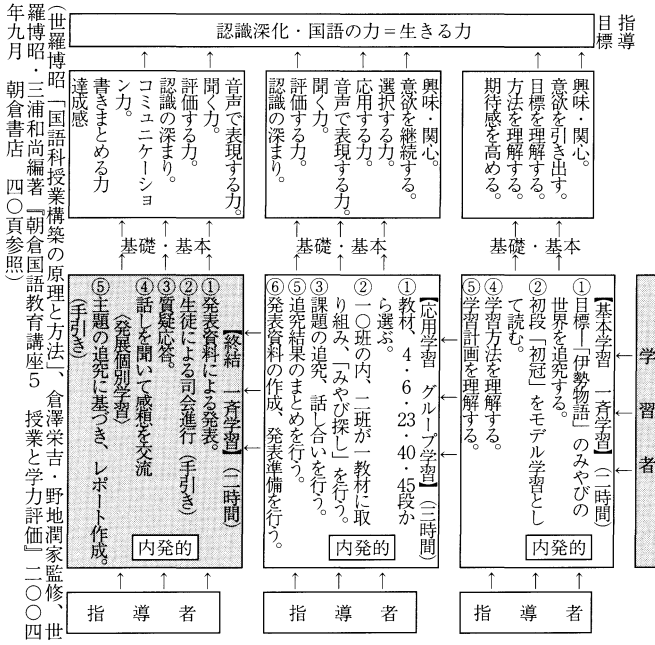 指導
目標
認識深化・国語の力＝生きる力
興味・関心。
意欲を引き出す。
目標を理解する。
方法を理解する。
期待感を高める。
興味・関心。
意欲を継続する。
選択する力。
応用する力。
音声で表現する力。
聞く力。
評価する力。
認識の深まり。
音声で表現する力。
聞く力。
評価する力。
認識の深まり。
コミュニケーショ
ン力。
書きまとめる力
達成感
基礎・基本
基礎・基本
基礎・基本
学習者
【基本学習　一斉学習】（二時間）
①目標―「伊勢物語」のみやびの
世界を追究する。
②初段「初冠」をモデル学習とし
て読む。
④学習方法を理解する。
⑤学習計画を理解する。
内発的
【応用学習　グループ学習】（三時間）
①教材、4・6・23・40・45段か
ら選ぶ。
②一〇班の内、二班が一教材に取
り組み、「みやび探し」を行う。
③課題の追究、話し合いを行う。
⑤追究結果のまとめを行う。
⑥発表資料の作成、発表準備を行う。
内発的
【終結　一斉学習】（二時間）
①発表資料による発表。
②生徒による司会進行（手引き）
③質疑応答。
④話しを聞いて感想を交流
（発展個別学習）
⑤主題の追究に基づき、レポート作成。
（手引き）
内発的
指導者
指導者
指導者
（世羅博昭「国語科授業構築の原理と方法」、倉澤栄吉・野地潤家監修、世
羅博昭・三浦和尚編著『朝倉国語教育講座５　授業と学力評価』二〇〇四
年九月　朝倉書店　四〇頁参照）